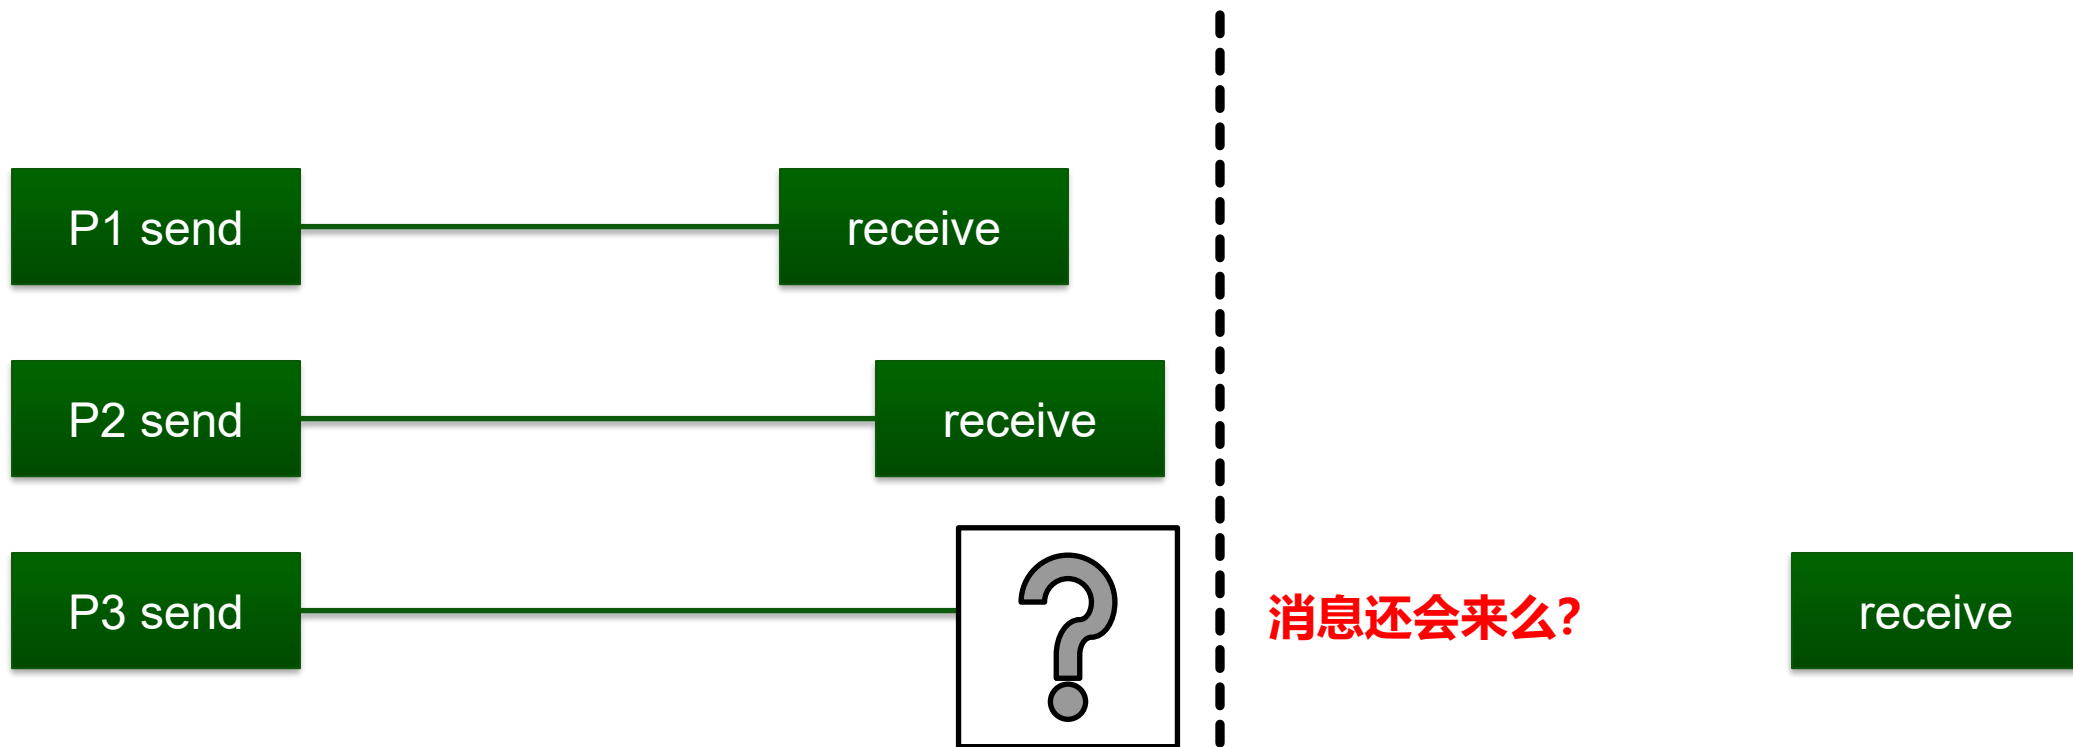 P1 send
receive
P2 send
receive
P3 send
?
消息还会来么？
receive